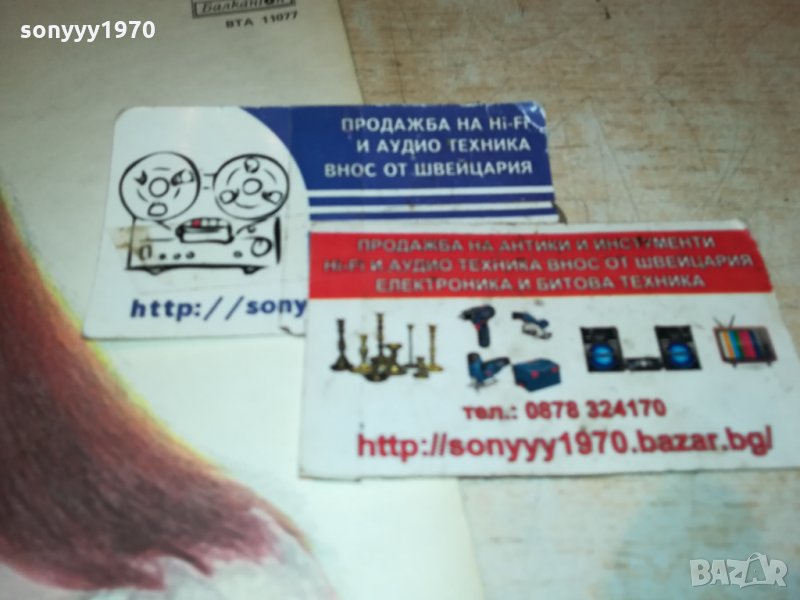 sonyyy1970
Балкантон
ВТА 11077
ПРОДАЖБА НА Hi-Fi
И АУДИО ТЕХНИКА
ВНОС ОТ ШВЕЙЦАРИЯ
http://sony
ПРОДАЖБА НА АНТИКИ И ИНСТУМЕНТИ
Hi-Fi И АУДИО ТЕХНИКА ВНОС ОТ ШВЕЙЦАРИЯ
ЕЛЕКТРОНИКА И БИТОВА ТЕХНИКА
тел.: 0878 324170
http://sonyyy1970.bazar.bg/
BAZAR